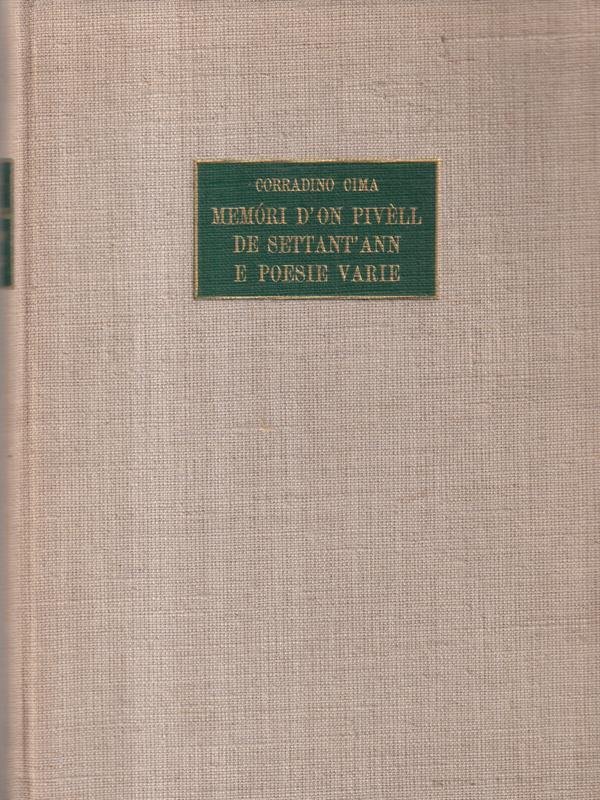 CORRADINO CIMA
MEMÓRI D'ON PIVÈLL
DE SETTANT'ANN
E POESIE VARIE